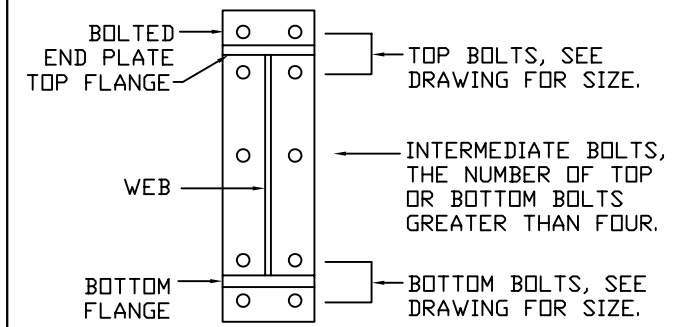 BOLTED
END PLATE
TOP FLANGE
TOP BOLTS, SEE
DRAWING FOR SIZE.
INTERMEDIATE BOLTS,
THE NUMBER OF TOP
OR BOTTOM BOLTS
GREATER THAN FOUR.
WEB
BOTTOM
FLANGE
BOTTOM BOLTS, SEE
DRAWING FOR SIZE.